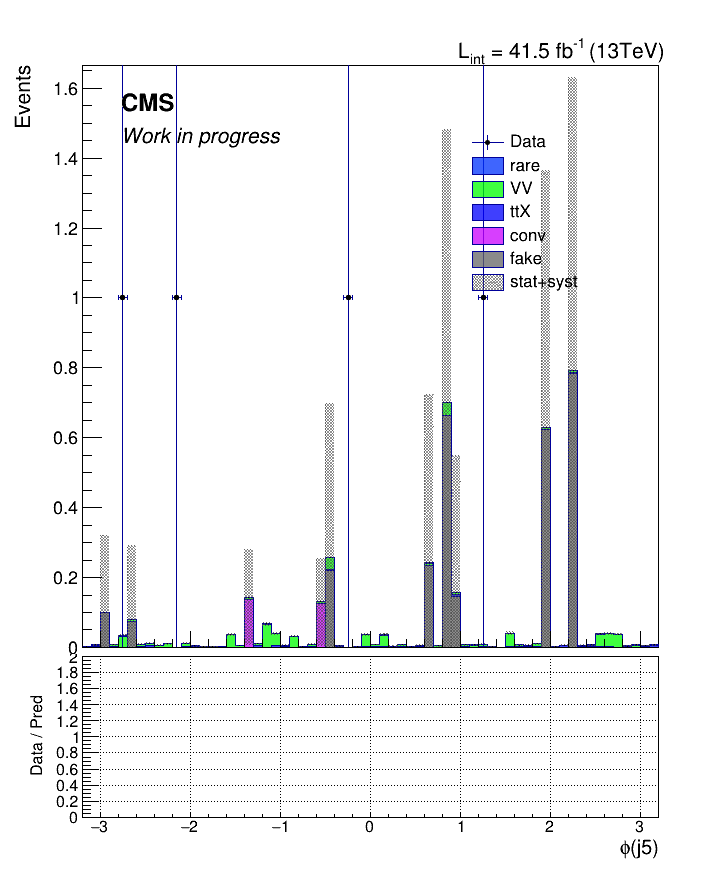 L_int = 41.5 fb^-1 (13TeV)
Events
CMS
Work in progress
Data
rare
VV
ttX
conv
fake
stat+syst
1.6
1.4
1.2
1
0.8
0.6
0.4
0.2
0
Data / Pred
2
1.8
1.6
1.4
1.2
1
0.8
0.6
0.4
0.2
0
−3 −2 −1 0 1 2 3
ϕ(j5)